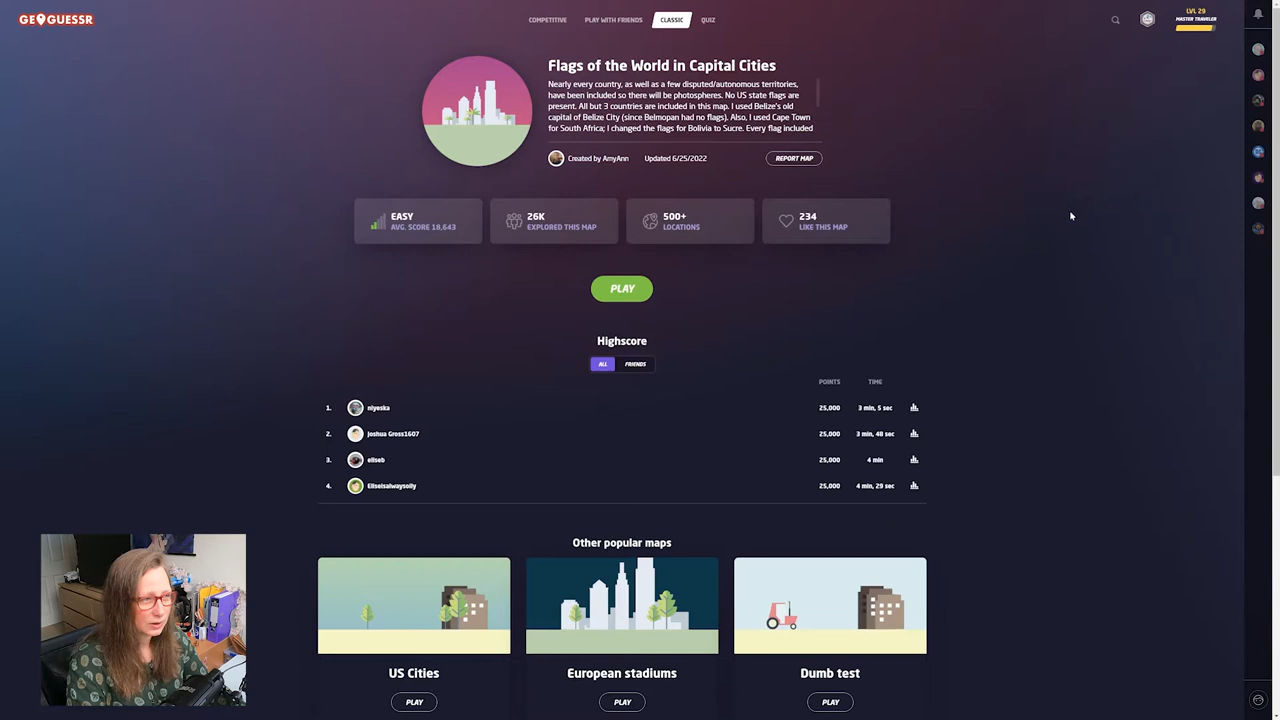 GEOGUESSR
COMPETITIVE
PLAY WITH FRIENDS
CLASSIC
QUIZ
LVL 29
MASTER TRAVELER
Flags of the World in Capital Cities
Nearly every country, as well as a few disputed/autonomous territories,
have been included so there will be photospheres. No US state flags are
present. All but 3 countries are included in this map. I used Belize's old
capital of Belize City (since Belmopan had no flags). Also, I used Cape Town
for South Africa; I changed the flags for Bolivia to Sucre. Every flag included
Created by AmyAnn
Updated 6/25/2022
REPORT MAP
EASY
AVG. SCORE 18,643
26K
EXPLORED THIS MAP
500+
LOCATIONS
234
LIKE THIS MAP
PLAY
Highscore
ALL
FRIENDS
POINTS
TIME
1. niyeska 25,000 3 min, 5 sec
2. Joshua Gross1607 25,000 3 min, 48 sec
3. eliseb 25,000 4 min
4. Eliseisalwayssilly 25,000 4 min, 29 sec
Other popular maps
US Cities
European stadiums
Dumb test
PLAY
PLAY
PLAY